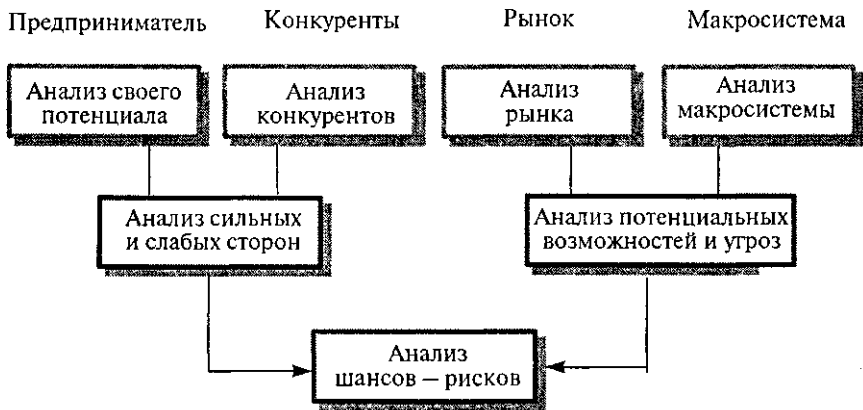 Предприниматель
Конкуренты
Рынок
Макросистема
Анализ своего
потенциала
Анализ
конкурентов
Анализ
рынка
Анализ
макросистемы
Анализ сильных
и слабых сторон
Анализ потенциальных
возможностей и угроз
Анализ
шансов – рисков